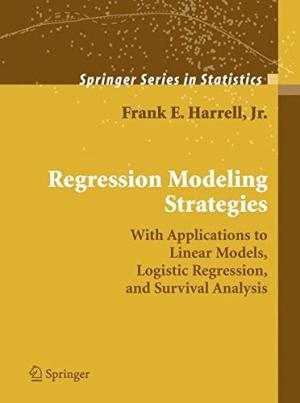 Springer Series in Statistics
Frank E. Harrell, Jr.
Regression Modeling
Strategies
With Applications to
Linear Models,
Logistic Regression,
and Survival Analysis
Springer